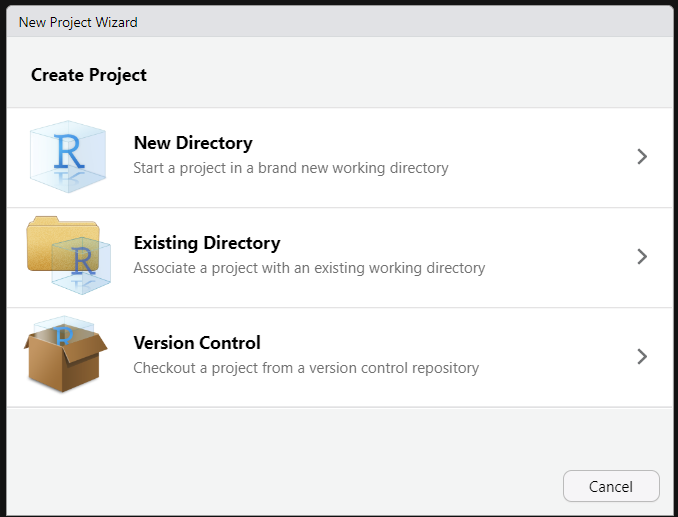 New Project Wizard
Create Project
R
New Directory
Start a project in a brand new working directory
R
Existing Directory
Associate a project with an existing working directory
R
Version Control
Checkout a project from a version control repository
Cancel